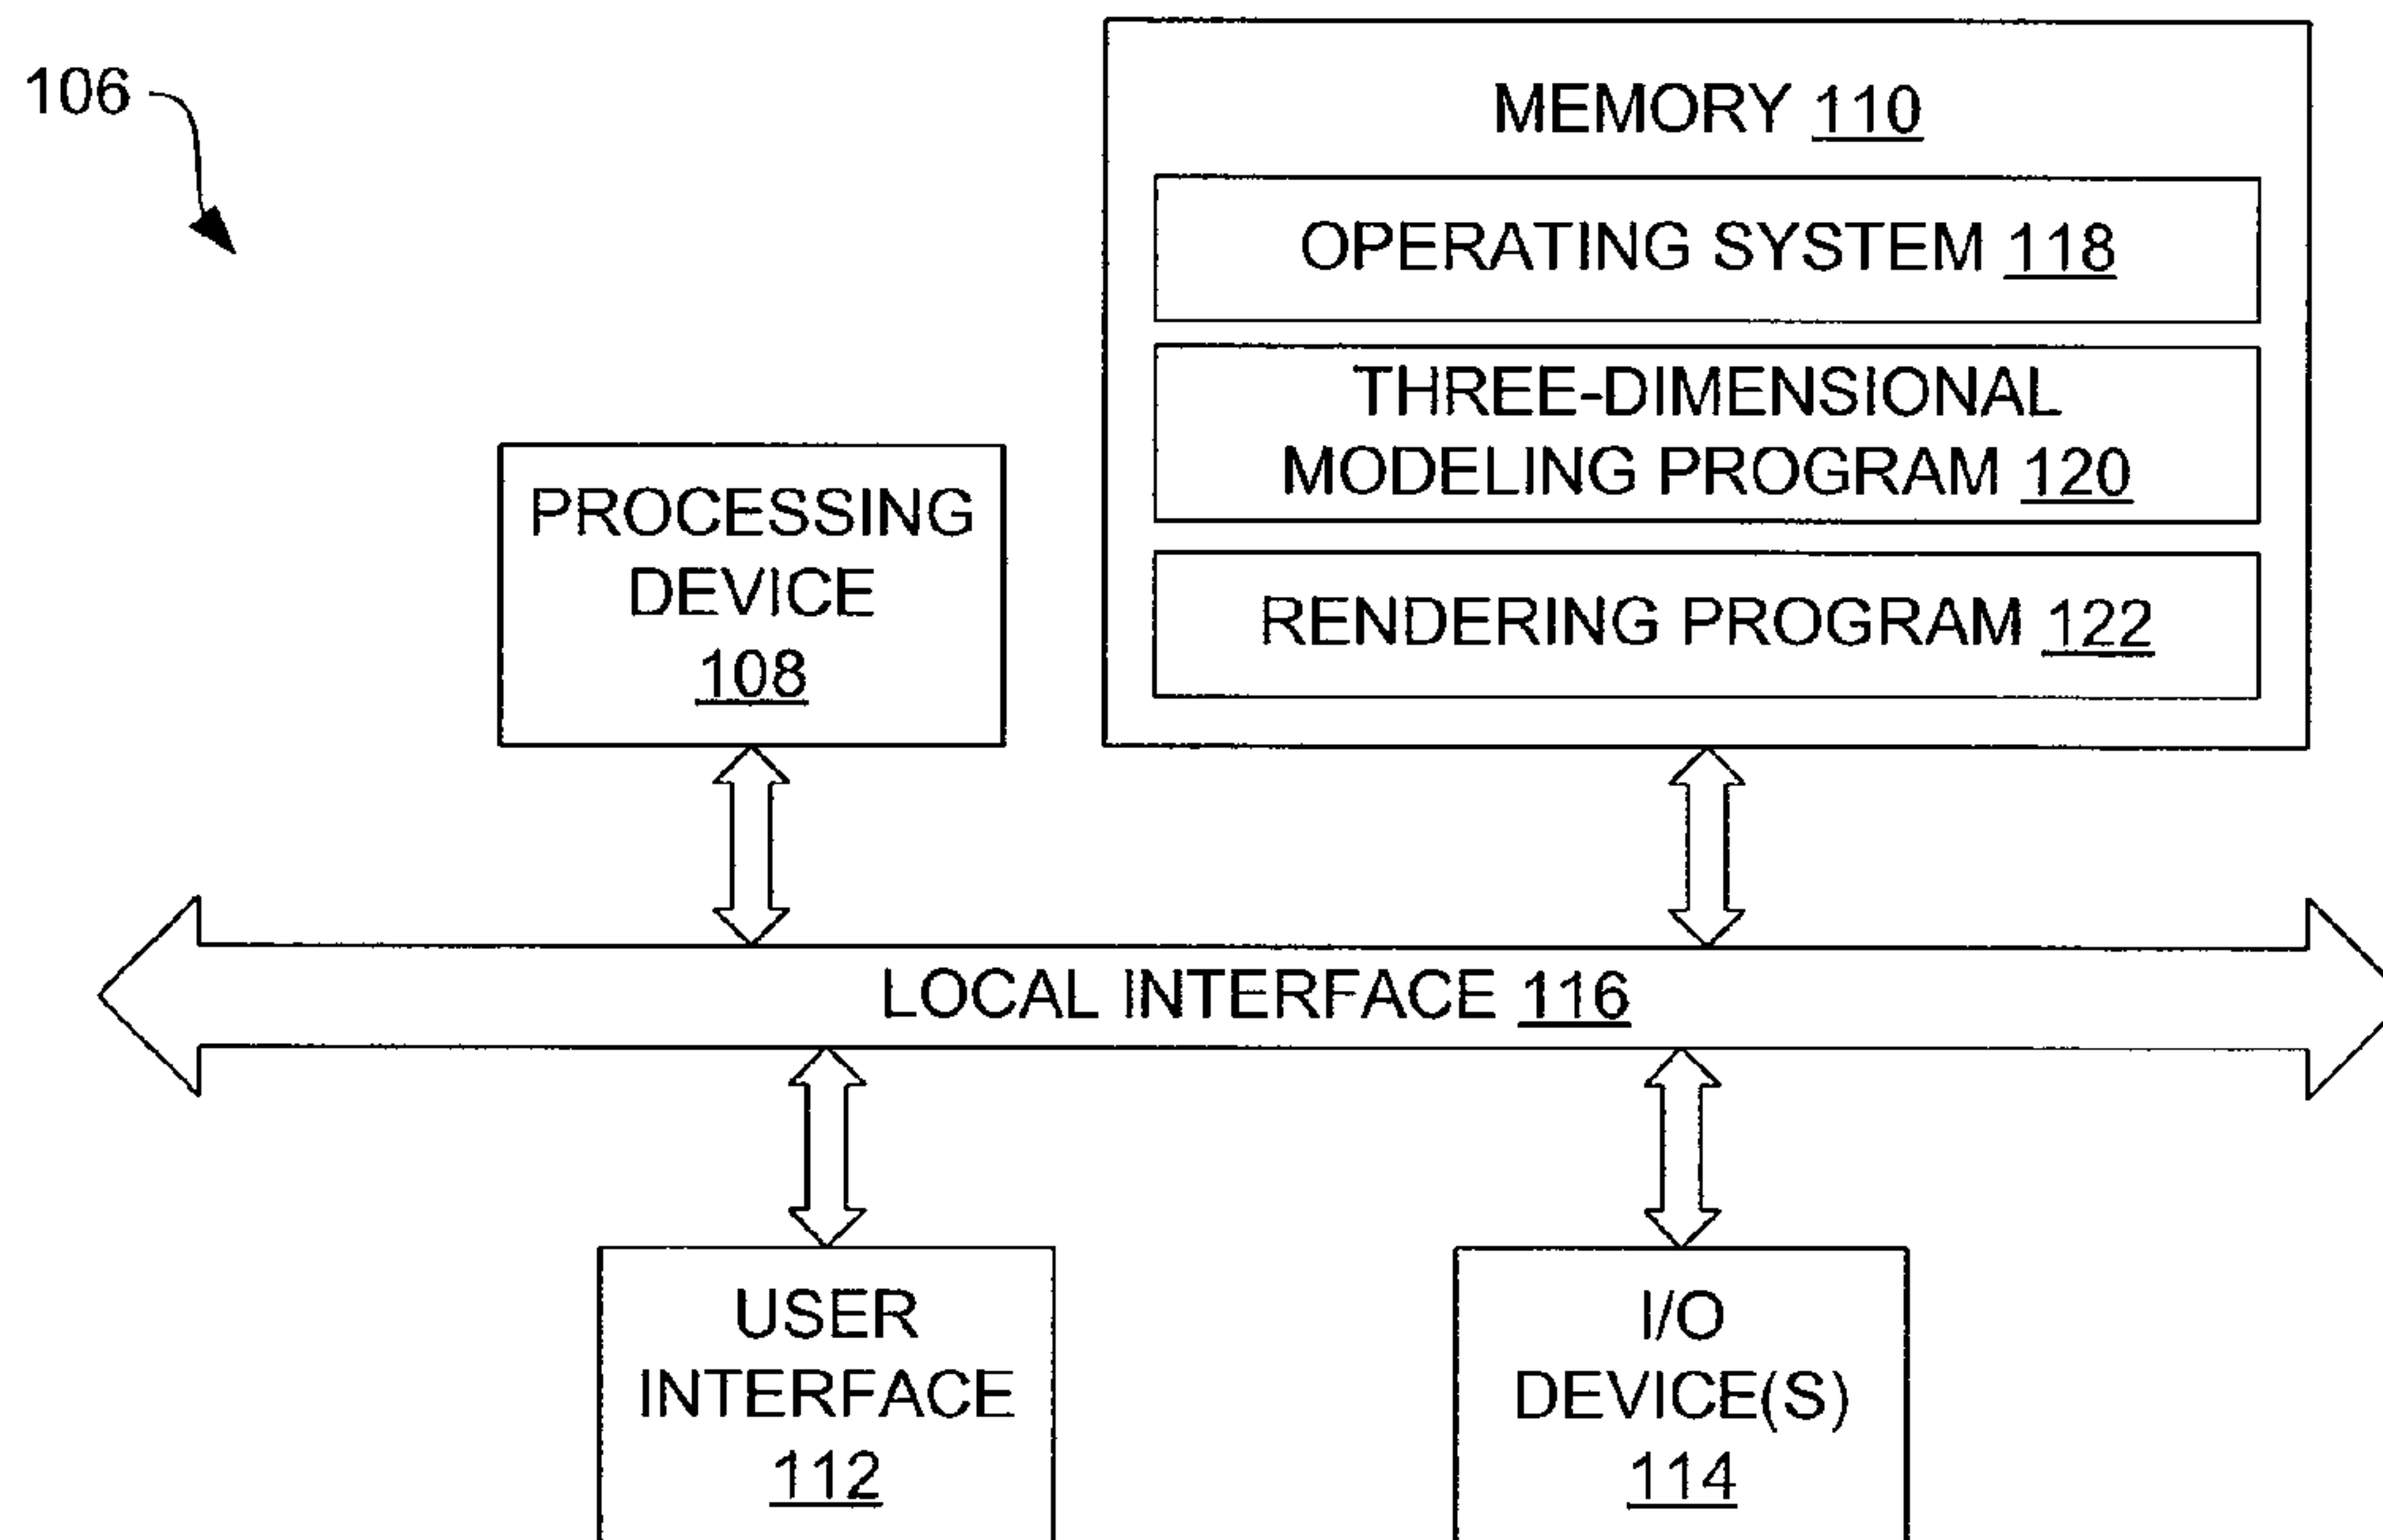 106
MEMORY 110
OPERATING SYSTEM 118
THREE-DIMENSIONAL
MODELING PROGRAM 120
RENDERING PROGRAM 122
PROCESSING
DEVICE
108
LOCAL INTERFACE 116
USER
INTERFACE
112
I/O
DEVICE(S)
114